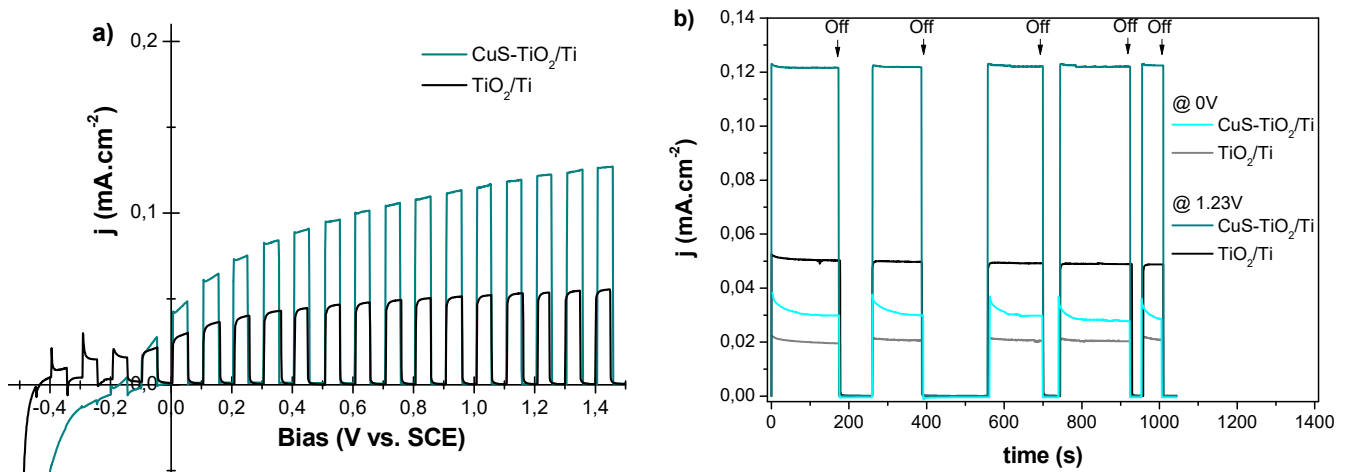 a)
0,2
0,1
0,0
j (mA.cm-2)
CuS-TiO2/Ti
TiO2/Ti
-0,4 -0,2 0,0 0,2 0,4 0,6 0,8 1,0 1,2 1,4
Bias (V vs. SCE)
b)
0,14
0,12
0,10
0,08
0,06
0,04
0,02
0,00
j (mA.cm-2)
Off Off Off Off Off
@ 0V
CuS-TiO2/Ti
TiO2/Ti
@ 1.23V
CuS-TiO2/Ti
TiO2/Ti
0 200 400 600 800 1000 1200 1400
time (s)